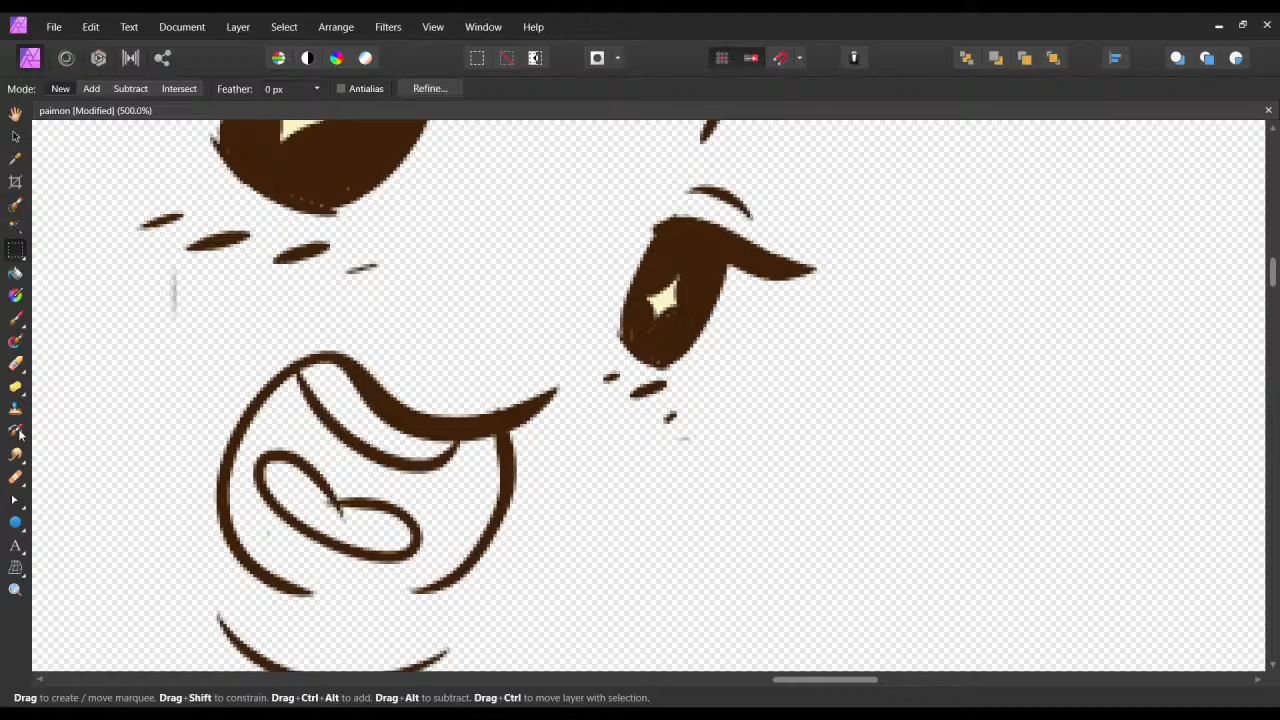 File Edit Text Document Layer Select Arrange Filters View Window Help
Mode: New Add Subtract Intersect Feather: 0 px Antialias Refine...
paimon [Modified] (500.0%)
Drag to create / move marquee. Drag+Shift to constrain. Drag+Ctrl+Alt to add. Drag+Alt to subtract. Drag+Ctrl to move layer with selection.